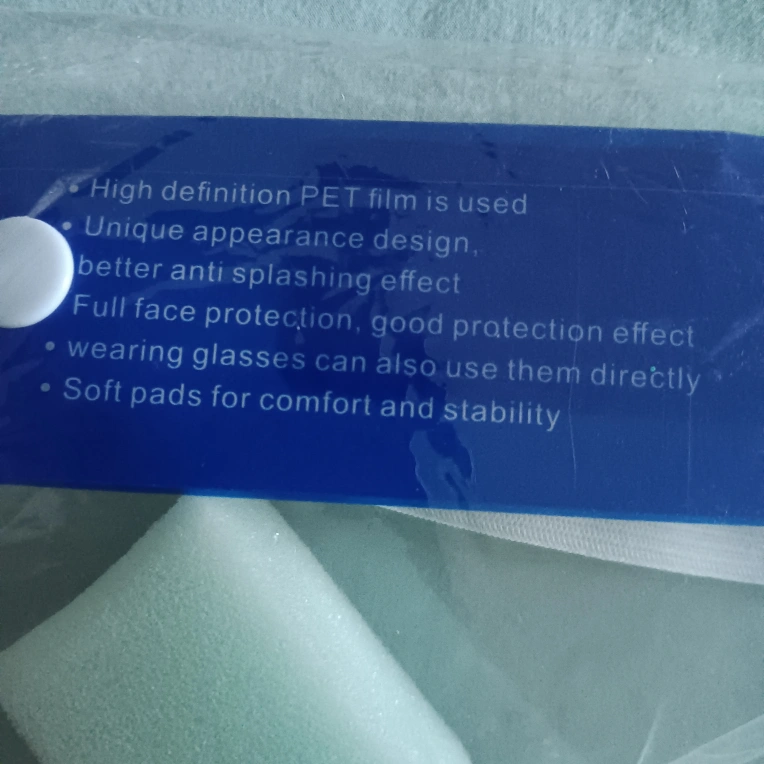 • High definition PET film is used
• Unique appearance design,
better anti splashing effect
Full face protection, good protection effect
• wearing glasses can also use them directly
• Soft pads for comfort and stability